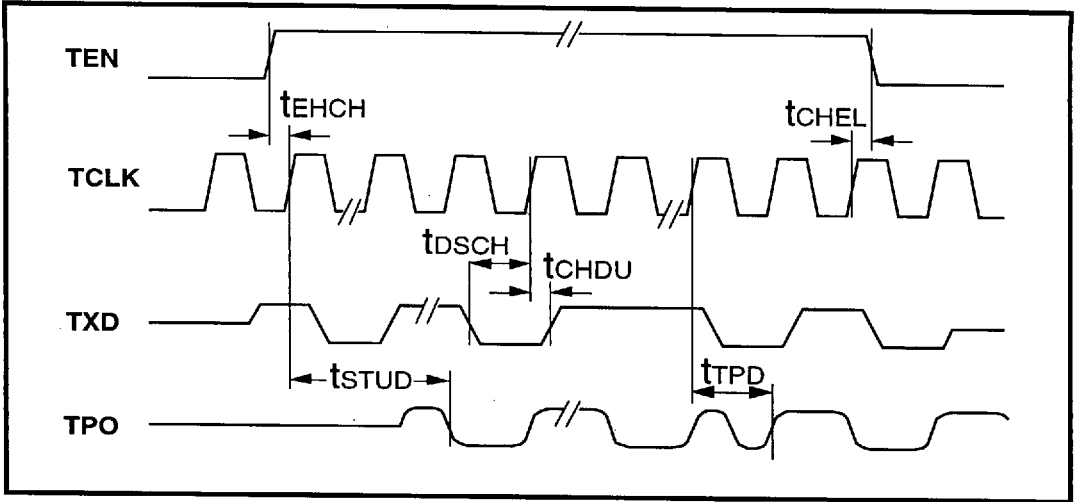 TEN
tEHCH
tCHEL
TCLK
tDSCH
tCHDU
TXD
tSTUD
tTPD
TPO